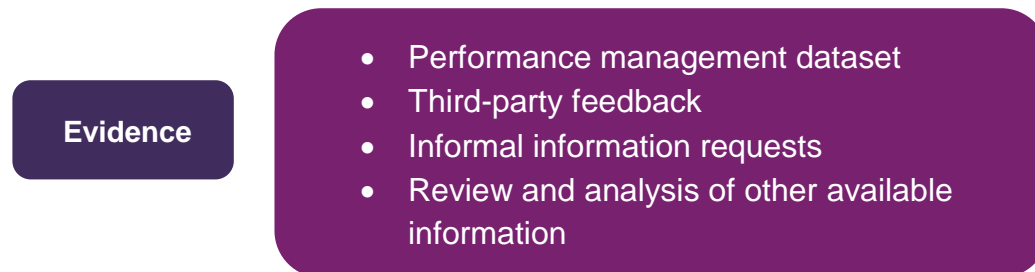 Evidence
• Performance management dataset
• Third-party feedback
• Informal information requests
• Review and analysis of other available
information